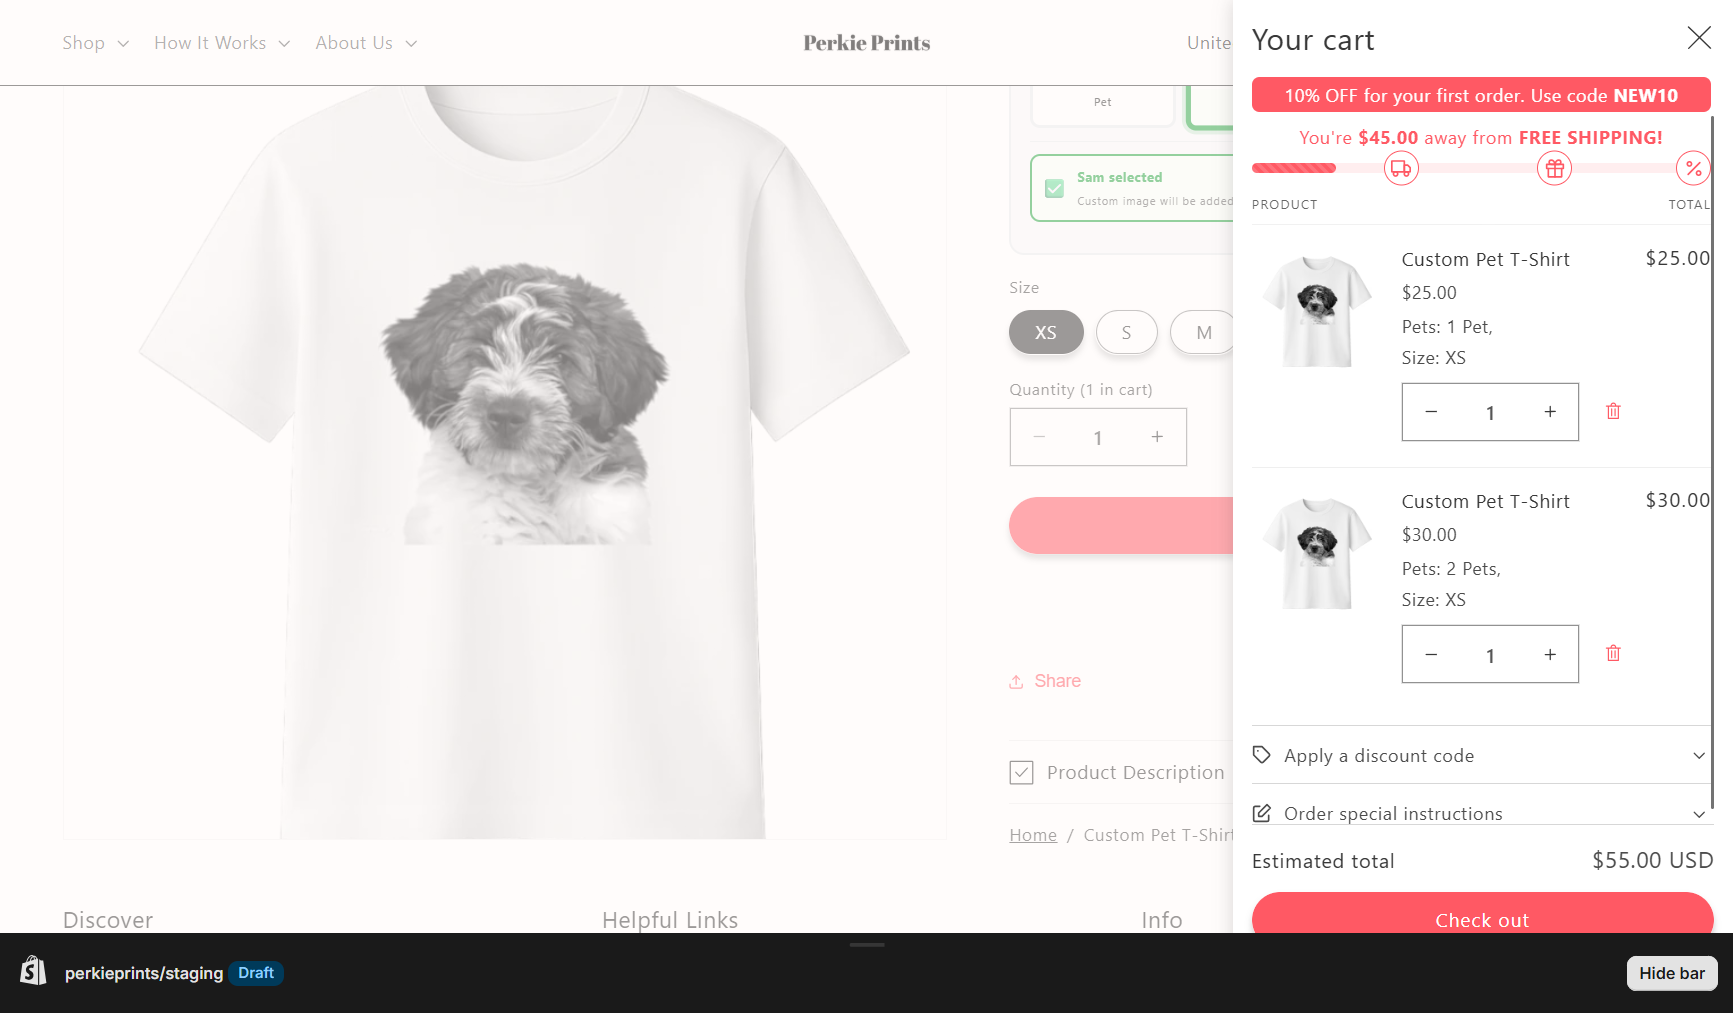 Shop
How It Works
About Us
Perkie Prints
Unite
Pet
Sam selected
Custom image will be added
Size
XS
S
M
Quantity (1 in cart)
1
Share
Product Description
Home / Custom Pet T-Shirt
Discover
Helpful Links
Info
Your cart
10% OFF for your first order. Use code NEW10
You're $45.00 away from FREE SHIPPING!
PRODUCT
TOTAL
Custom Pet T-Shirt
$25.00
$25.00
Pets: 1 Pet,
Size: XS
1
Custom Pet T-Shirt
$30.00
$30.00
Pets: 2 Pets,
Size: XS
1
Apply a discount code
Order special instructions
Estimated total
$55.00 USD
Check out
perkieprints/staging
Draft
Hide bar